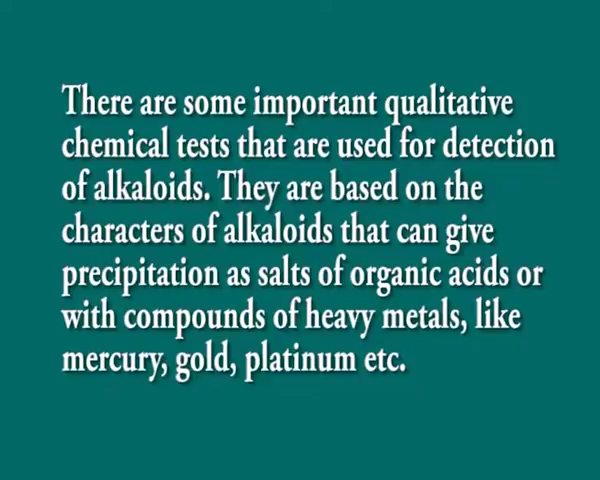 There are some important qualitative
chemical tests that are used for detection
of alkaloids. They are based on the
characters of alkaloids that can give
precipitation as salts of organic acids or
with compounds of heavy metals, like
mercury, gold, platinum etc.